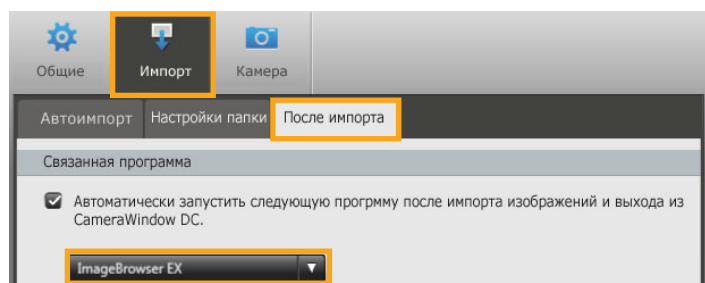 Общие Импорт Камера
Автоимпорт Настройки папки После импорта
Связанная программа
Автоматически запустить следующую прогрмму после импорта изображений и выхода из
CameraWindow DC.
ImageBrowser EX